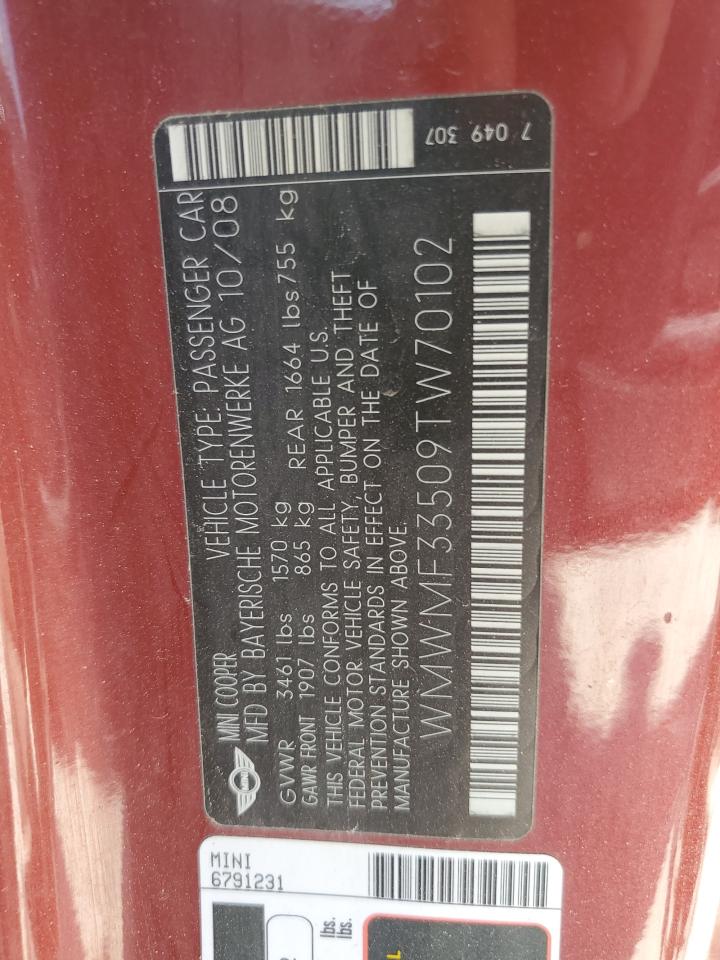 7 049 307
MINI COOPER VEHICLE TYPE: PASSENGER CAR
MFD BY BAYERISCHE MOTORENWERKE AG 10/08
MINI
GVWR 3461 lbs 1570 kg
GAWR FRONT 1907 lbs 865 kg REAR 1664 lbs 755 kg
THIS VEHICLE CONFORMS TO ALL APPLICABLE U.S.
FEDERAL MOTOR VEHICLE SAFETY, BUMPER AND THEFT
PREVENTION STANDARDS IN EFFECT ON THE DATE OF
MANUFACTURE SHOWN ABOVE.
WMWMF33509TW70102
MINI
6791231
lbs.
lbs.